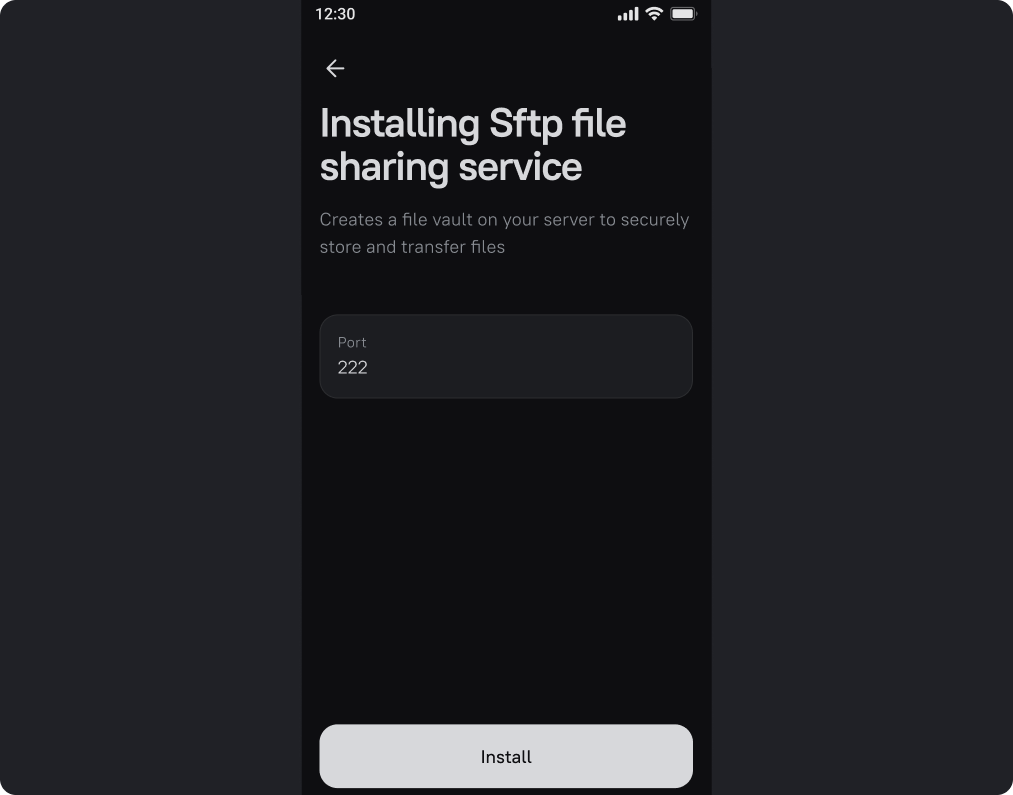 12:30
Installing Sftp file
sharing service
Creates a file vault on your server to securely
store and transfer files
Port
222
Install